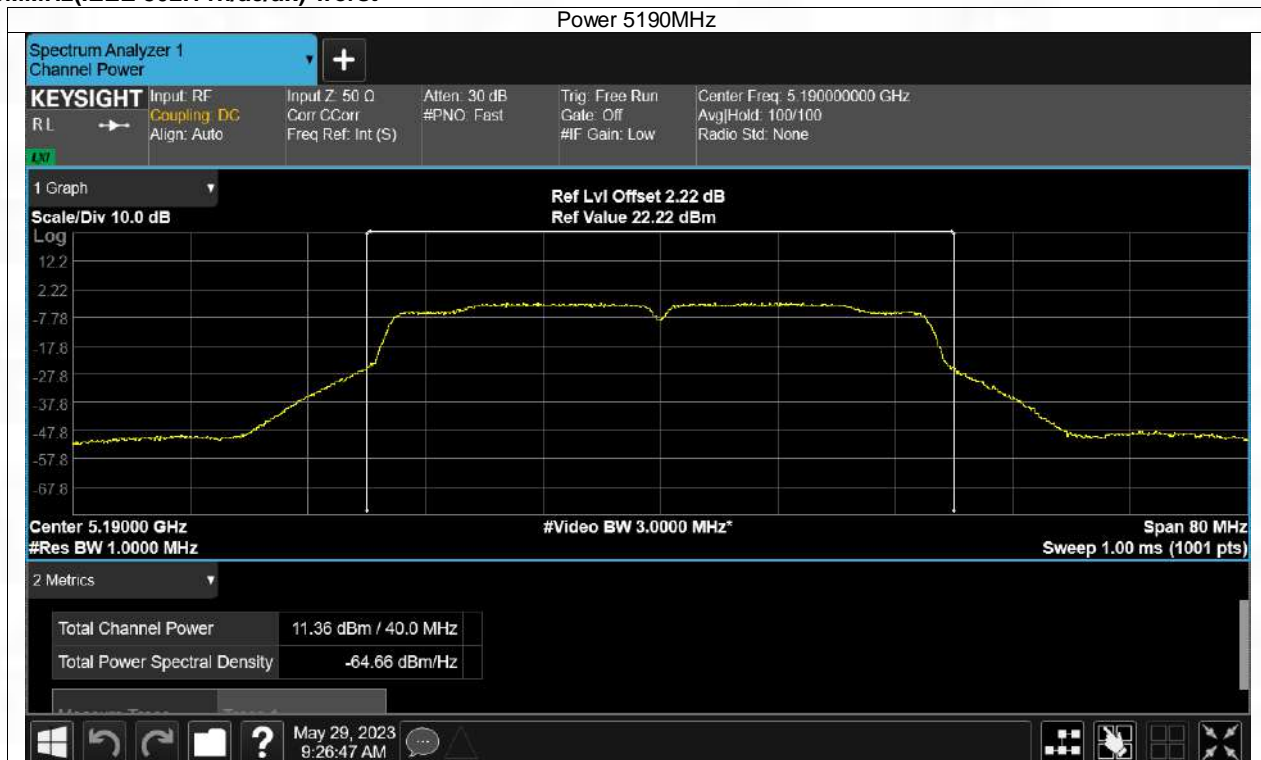 Power 5190MHz
Spectrum Analyzer 1
Channel Power
+
KEYSIGHT
RL
LXI
Input: RF
Coupling: DC
Align: Auto
Input Z: 50 Ω
Corr CCorr
Freq Ref: Int (S)
Atten: 30 dB
#PNO: Fast
Trig: Free Run
Gate: Off
#IF Gain: Low
Center Freq: 5.190000000 GHz
Avg|Hold: 100/100
Radio Std: None
1 Graph
Ref Lvl Offset 2.22 dB
Scale/Div 10.0 dB
Ref Value 22.22 dBm
Log
12.2
2.22
-7.78
-17.8
-27.8
-37.8
-47.8
-57.8
-67.8
Center 5.19000 GHz
#Video BW 3.0000 MHz*
Span 80 MHz
#Res BW 1.0000 MHz
Sweep 1.00 ms (1001 pts)
2 Metrics
Total Channel Power 11.36 dBm / 40.0 MHz
Total Power Spectral Density -64.66 dBm/Hz
?
May 29, 2023
9:26:47 AM